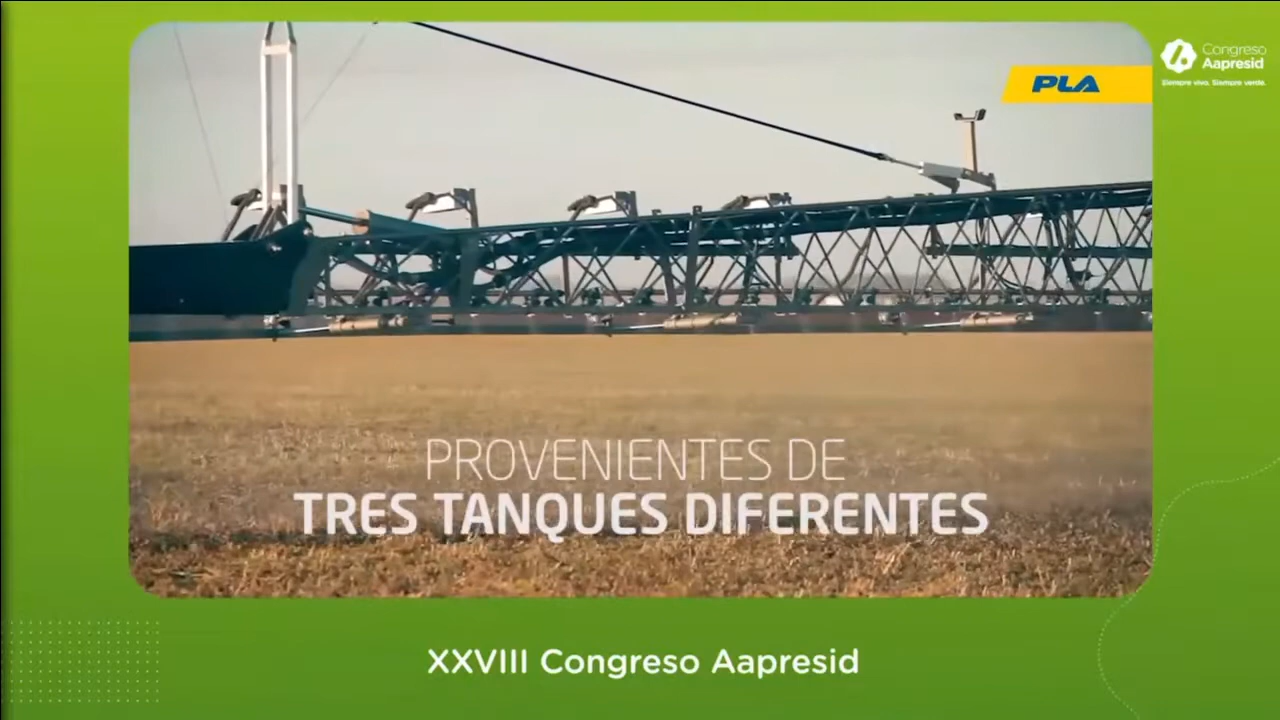 PLA
Congreso
Aapresid
Siempre vivo. Siempre verde.
PROVENIENTES DE
TRES TANQUES DIFERENTES
XXVIII Congreso Aapresid